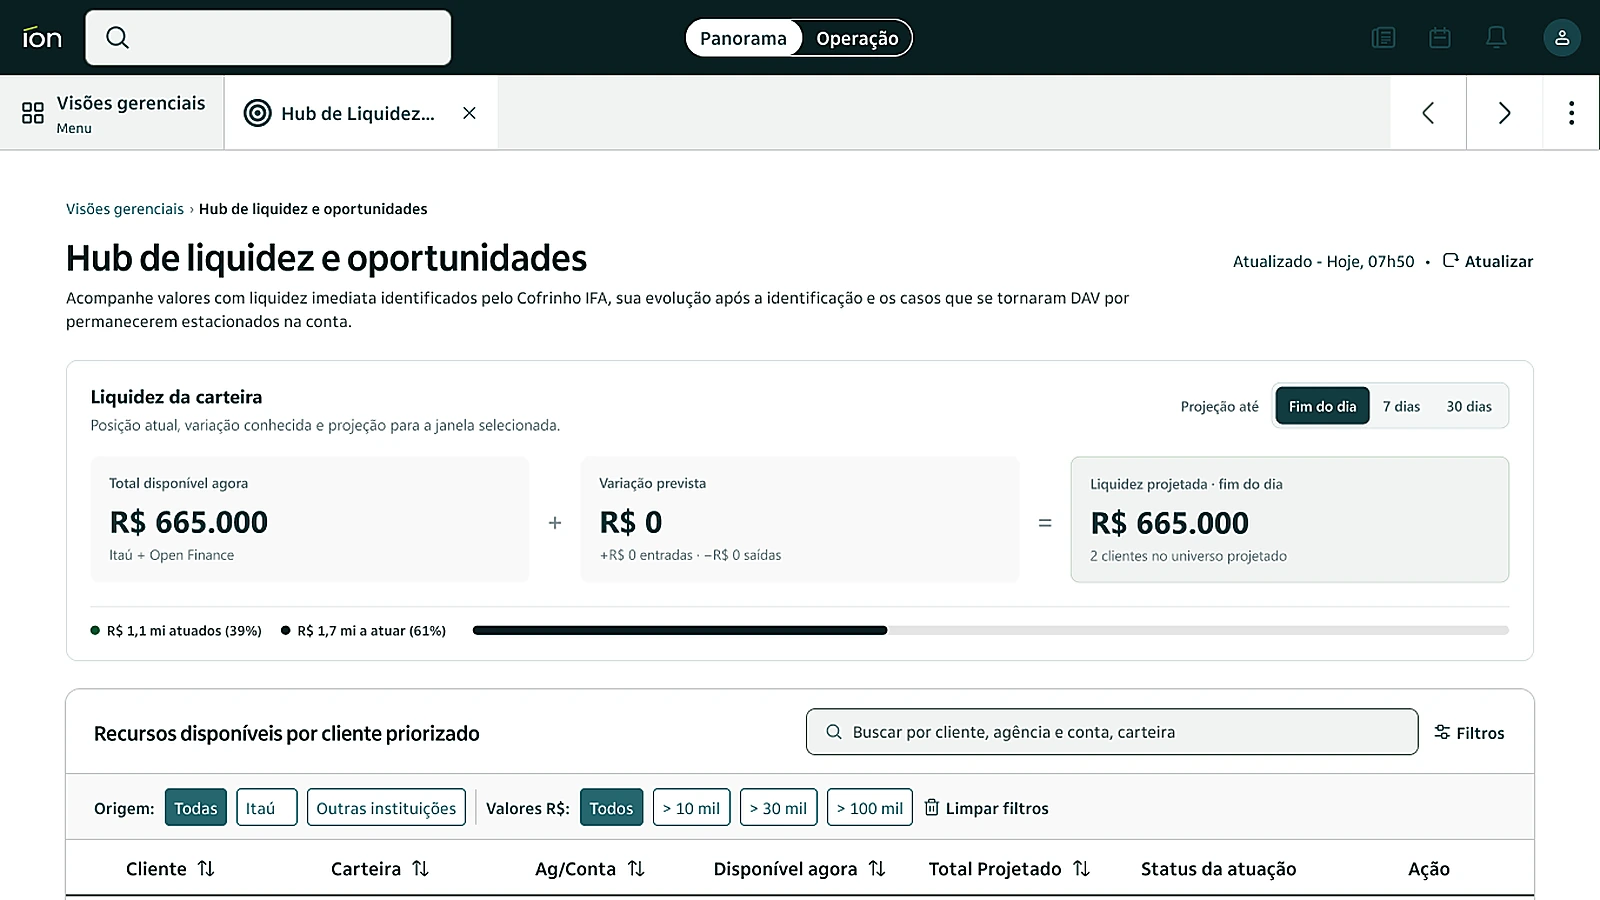 íon
Panorama
Operação
Visões gerenciais
Menu
Hub de Liquidez...
Visões gerenciais › Hub de liquidez e oportunidades
Hub de liquidez e oportunidades
Atualizado - Hoje, 07h50 • Atualizar
Acompanhe valores com liquidez imediata identificados pelo Cofrinho IFA, sua evolução após a identificação e os casos que se tornaram DAV por
permanecerem estacionados na conta.
Liquidez da carteira
Posição atual, variação conhecida e projeção para a janela selecionada.
Projeção até
Fim do dia
7 dias
30 dias
Total disponível agora
R$ 665.000
Itaú + Open Finance
+
Variação prevista
R$ 0
+R$ 0 entradas · −R$ 0 saídas
=
Liquidez projetada · fim do dia
R$ 665.000
2 clientes no universo projetado
R$ 1,1 mi atuados (39%)
R$ 1,7 mi a atuar (61%)
Recursos disponíveis por cliente priorizado
Buscar por cliente, agência e conta, carteira
Filtros
Origem:
Todas
Itaú
Outras instituições
Valores R$:
Todos
> 10 mil
> 30 mil
> 100 mil
Limpar filtros
Cliente
Carteira
Ag/Conta
Disponível agora
Total Projetado
Status da atuação
Ação